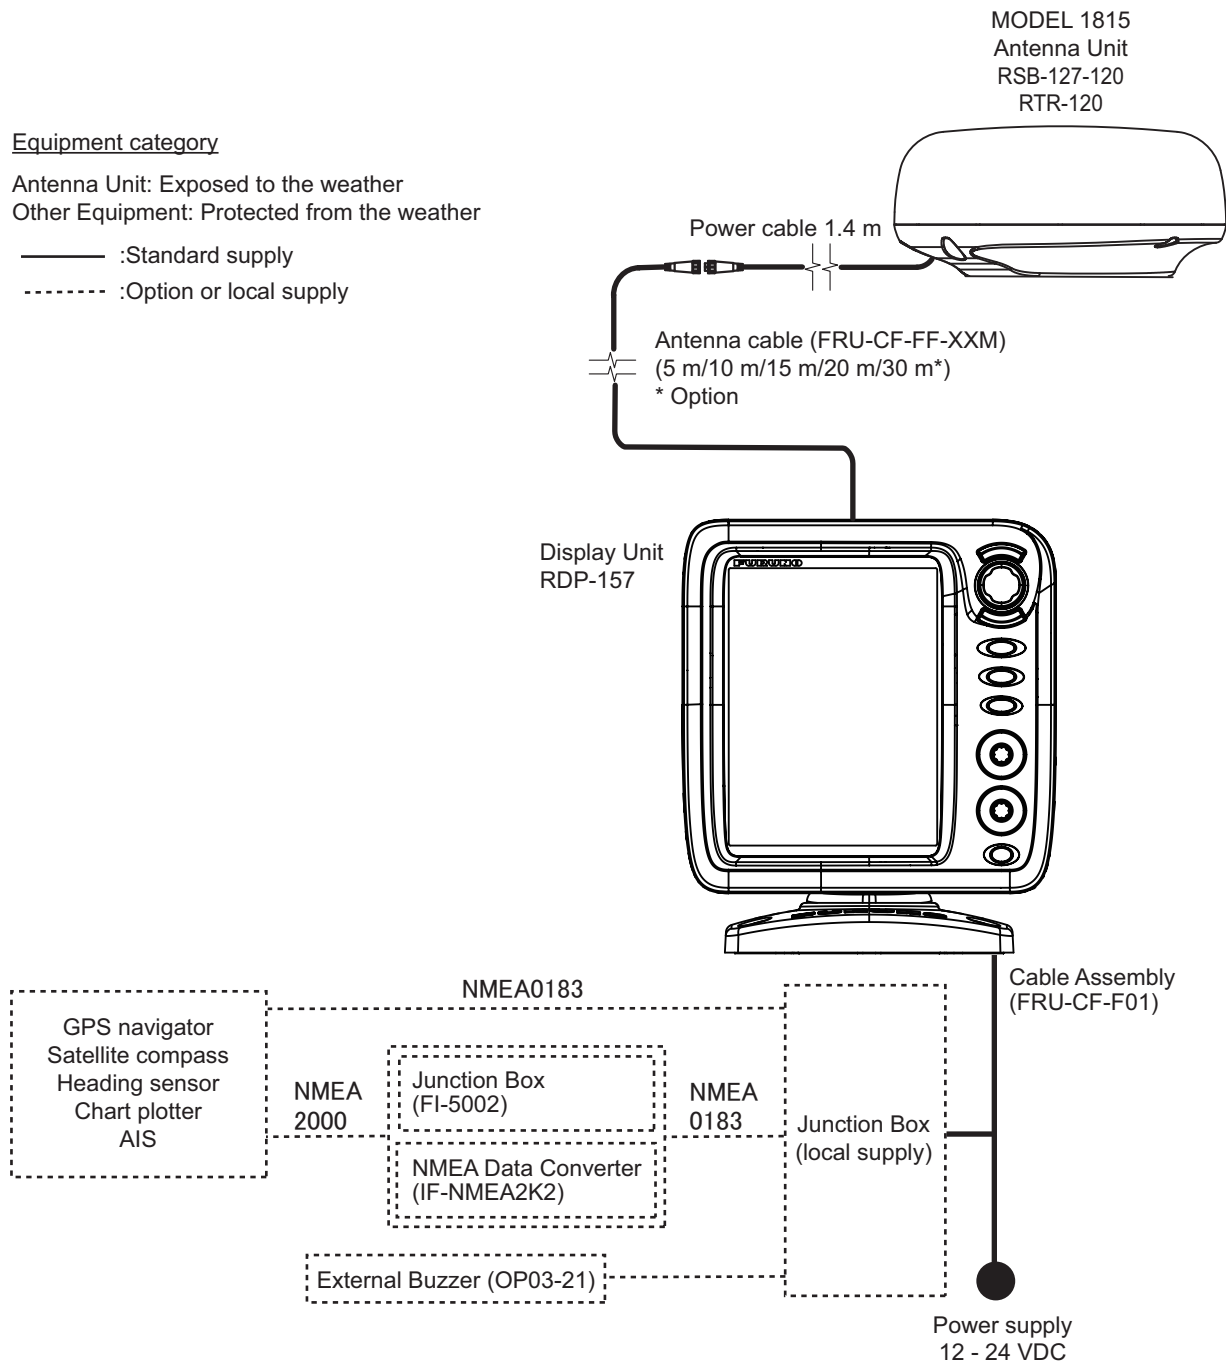 MODEL 1815
Antenna Unit
RSB-127-120
RTR-120
Equipment category
Antenna Unit: Exposed to the weather
Other Equipment: Protected from the weather
:Standard supply
:Option or local supply
Power cable 1.4 m
Antenna cable (FRU-CF-FF-XXM)
(5 m/10 m/15 m/20 m/30 m*)
* Option
Display Unit
RDP-157
FURUNO
Cable Assembly
(FRU-CF-F01)
NMEA0183
GPS navigator
Satellite compass
Heading sensor
Chart plotter
AIS
NMEA
2000
Junction Box
(FI-5002)
NMEA Data Converter
(IF-NMEA2K2)
NMEA
0183
Junction Box
(local supply)
External Buzzer (OP03-21)
Power supply
12 - 24 VDC